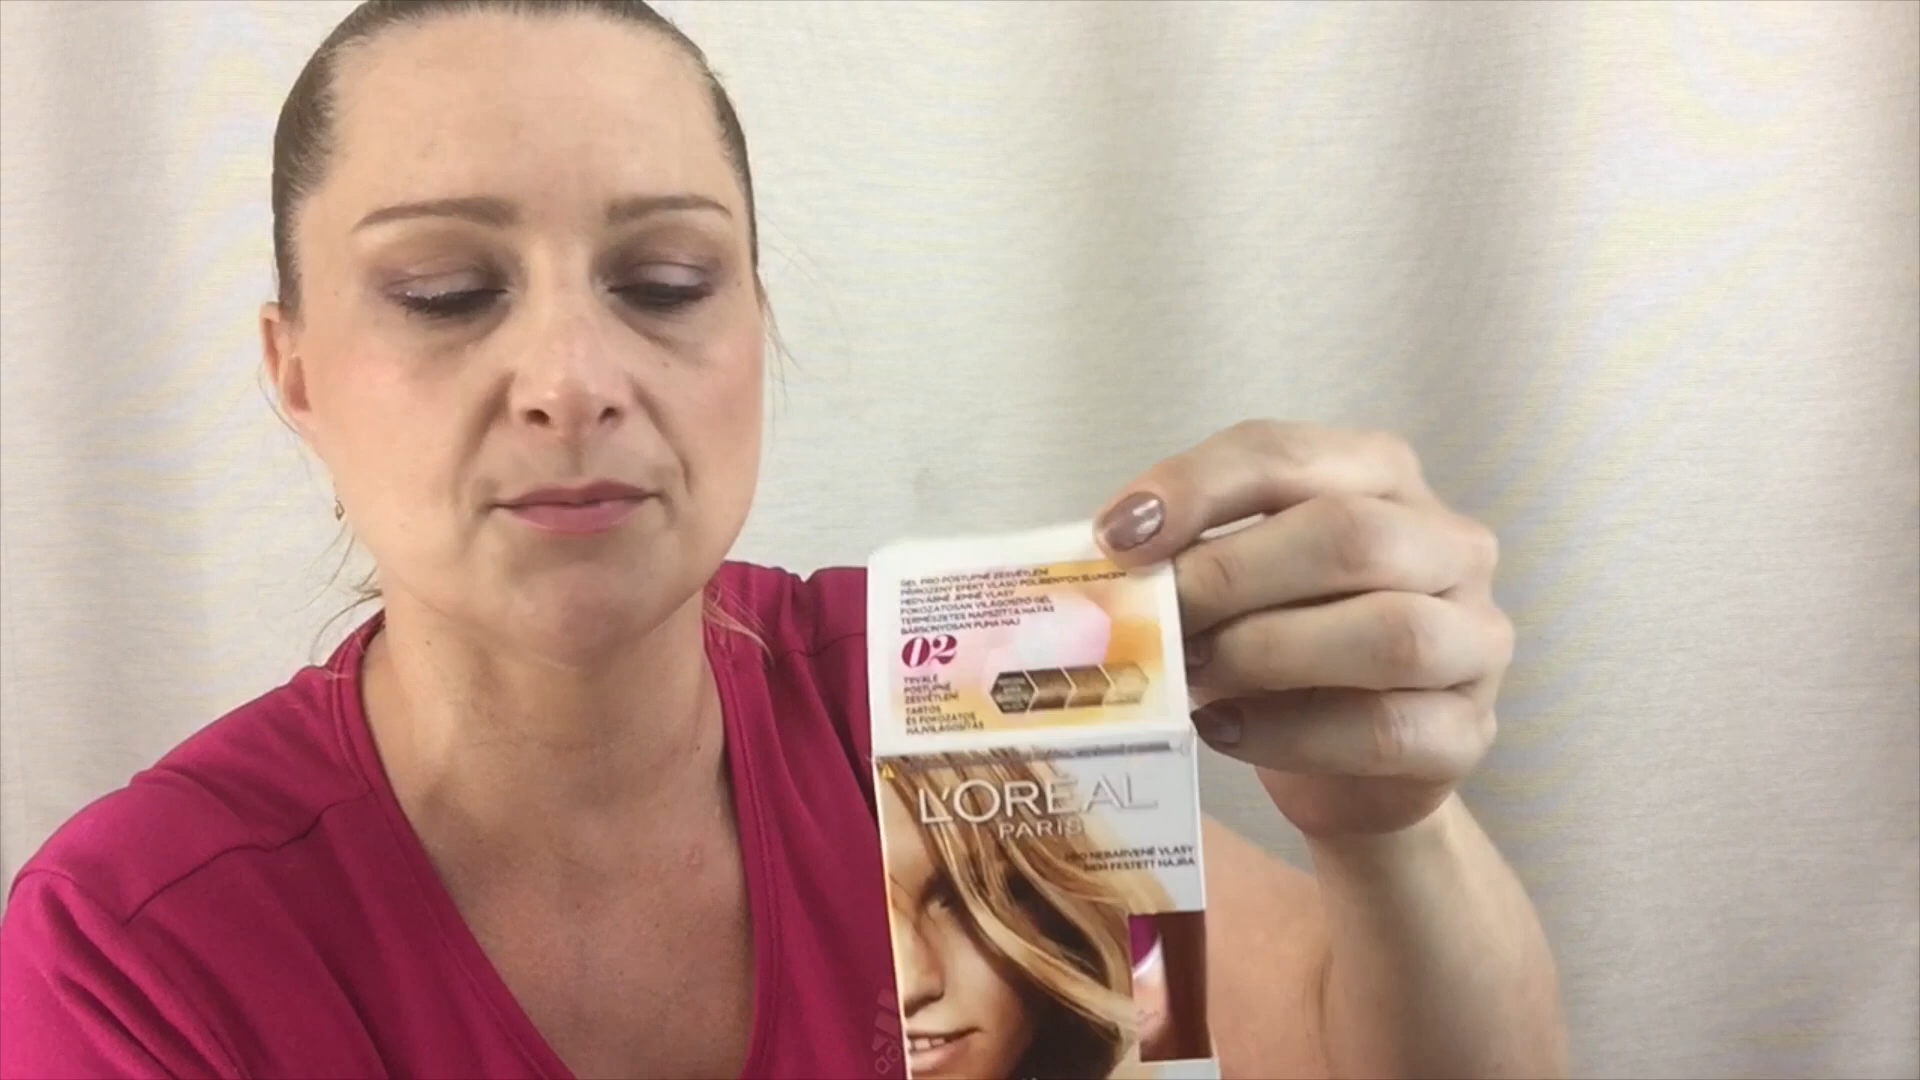 GEL PRO POSTUPNÉ ZESVĚTLENÍ
PŘIROZENÝ EFEKT VLASŮ POLÍBENÝCH SLUNCEM
HEDVÁBNĚ JEMNÉ VLASY
FOKOZATOSAN VILÁGOSÍTÓ GÉL
TERMÉSZETES NAPSZÍTTA HATÁS
BÁRSONYOSAN PUHA HAJ
02
TRVALÉ
POSTUPNÉ
ZESVĚTLENÍ
TARTÓS
ÉS FOKOZATOS
HAJVILÁGOSÍTÁS
L'ORÉAL
PARIS
PRO NEBARVENÉ VLASY
NEM FESTETT HAJRA